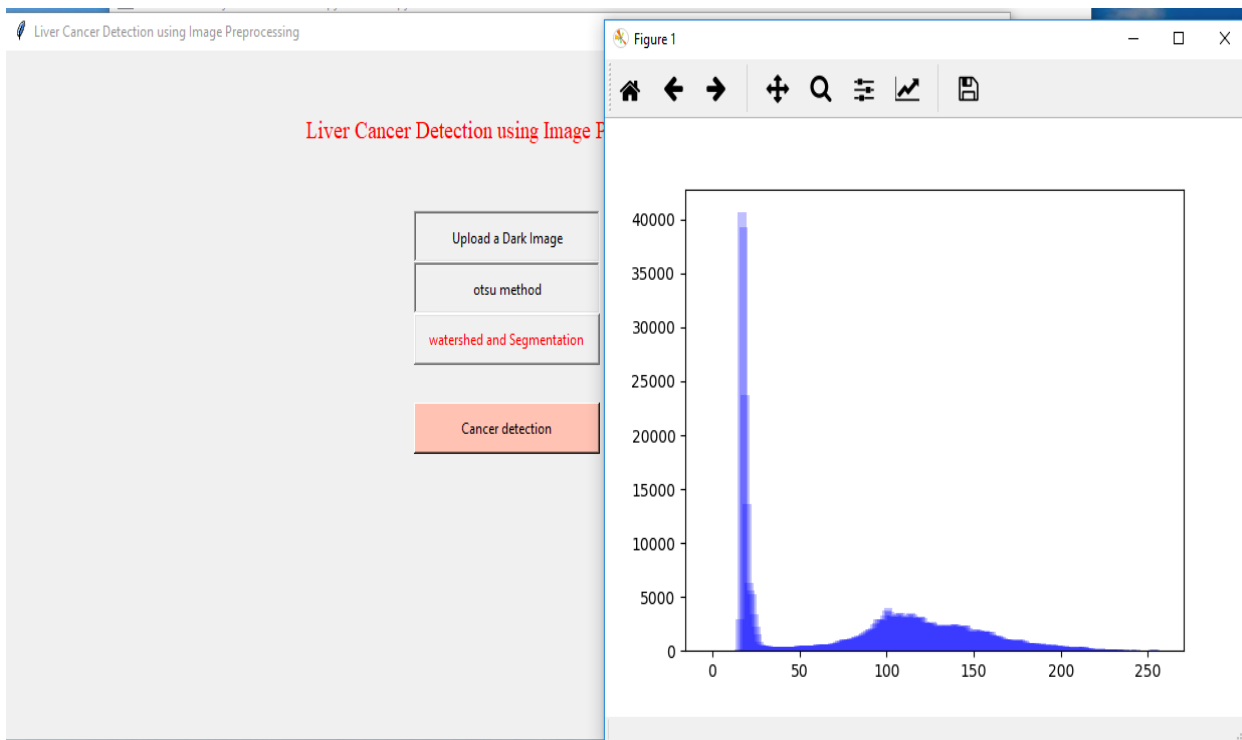 Liver Cancer Detection using Image Preprocessing
Liver Cancer Detection using Image
Upload a Dark Image
otsu method
watershed and Segmentation
Cancer detection
Figure 1
40000
35000
30000
25000
20000
15000
10000
5000
0
0 50 100 150 200 250